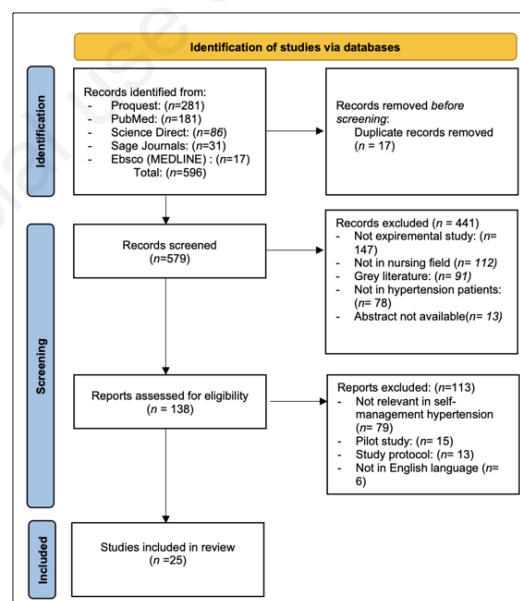 Identification of studies via databases
Identification
Records identified from:
- Proquest: (n=281)
- PubMed: (n=181)
- Science Direct: (n=86)
- Sage Journals: (n=31)
- Ebsco (MEDLINE) : (n=17)
Total: (n=596)
Records removed before
screening:
Duplicate records removed
(n = 17)
Screening
Records screened
(n=579)
Records excluded (n = 441)
- Not expiremental study: (n=
147)
- Not in nursing field (n= 112)
- Grey literature: (n= 91)
- Not in hypertension patients:
(n= 78)
- Abstract not available(n= 13)
Reports assessed for eligibility
(n = 138)
Reports excluded: (n=113)
- Not relevant in self-
management hypertension
(n= 79)
- Pilot study: (n= 15)
- Study protocol: (n= 13)
- Not in English language (n=
6)
Included
Studies included in review
(n =25)